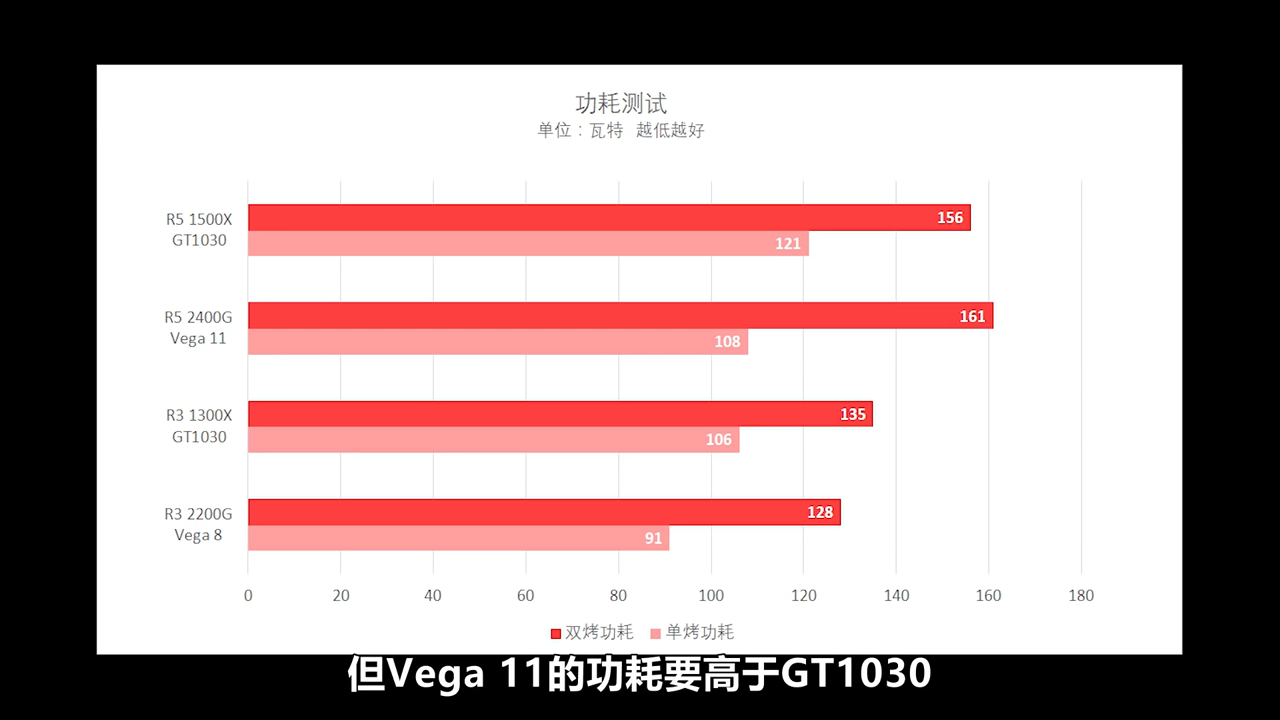 功耗测试
单位：瓦特 越低越好
R5 1500X
GT1030
156
121
R5 2400G
Vega 11
161
108
R3 1300X
GT1030
135
106
R3 2200G
Vega 8
128
91
0 20 40 60 80 100 120 140 160 180
双烤功耗 单烤功耗
但Vega 11的功耗要高于GT1030